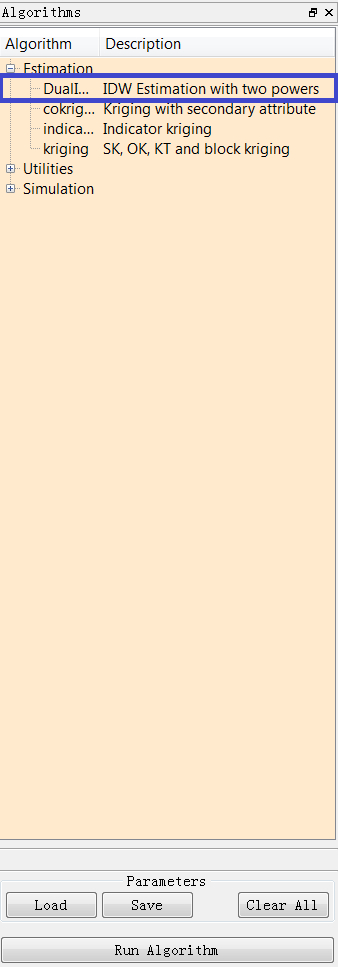 Algorithms
Algorithm Description
Estimation
DualI... IDW Estimation with two powers
cokrig... Kriging with secondary attribute
indica... Indicator kriging
kriging SK, OK, KT and block kriging
Utilities
Simulation
Parameters
Load Save Clear All
Run Algorithm